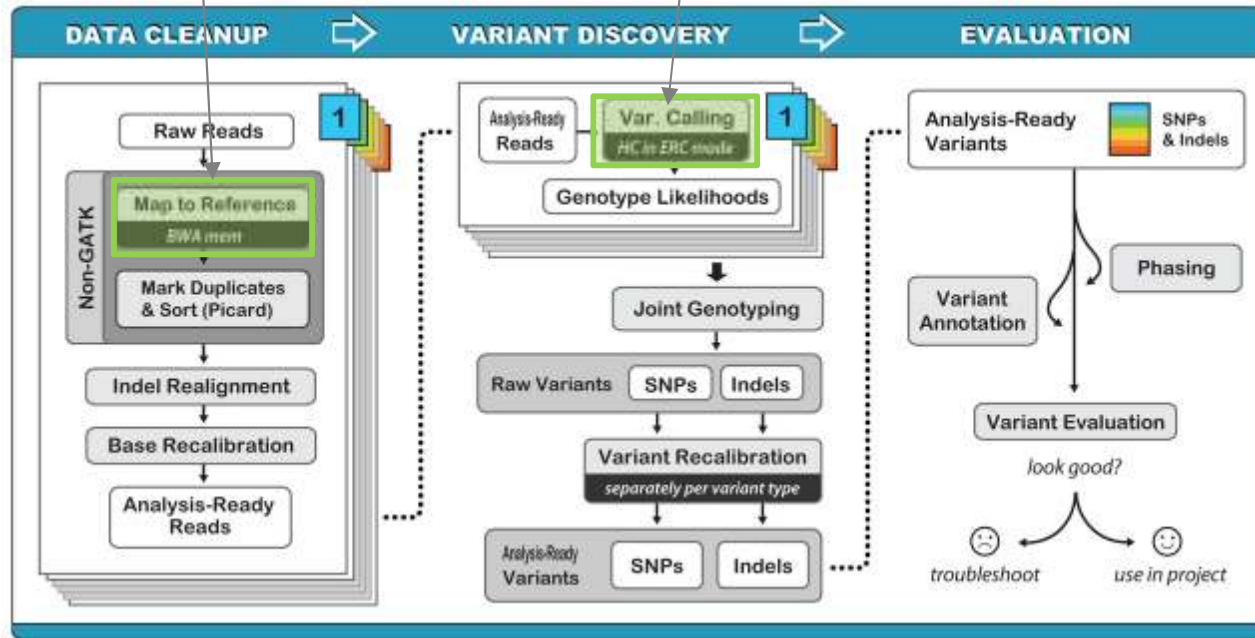 DATA CLEANUP
VARIANT DISCOVERY
EVALUATION
1
Raw Reads
Non-GATK
Map to Reference
BWA mem
Mark Duplicates
& Sort (Picard)
Indel Realignment
Base Recalibration
Analysis-Ready
Reads
Analysis-Ready
Reads
Var. Calling
HC in ERC mode
1
Genotype Likelihoods
Joint Genotyping
Raw Variants
SNPs
Indels
Variant Recalibration
separately per variant type
Analysis-Ready
Variants
SNPs
Indels
Analysis-Ready
Variants
SNPs
& Indels
Phasing
Variant
Annotation
Variant Evaluation
look good?
troubleshoot
use in project